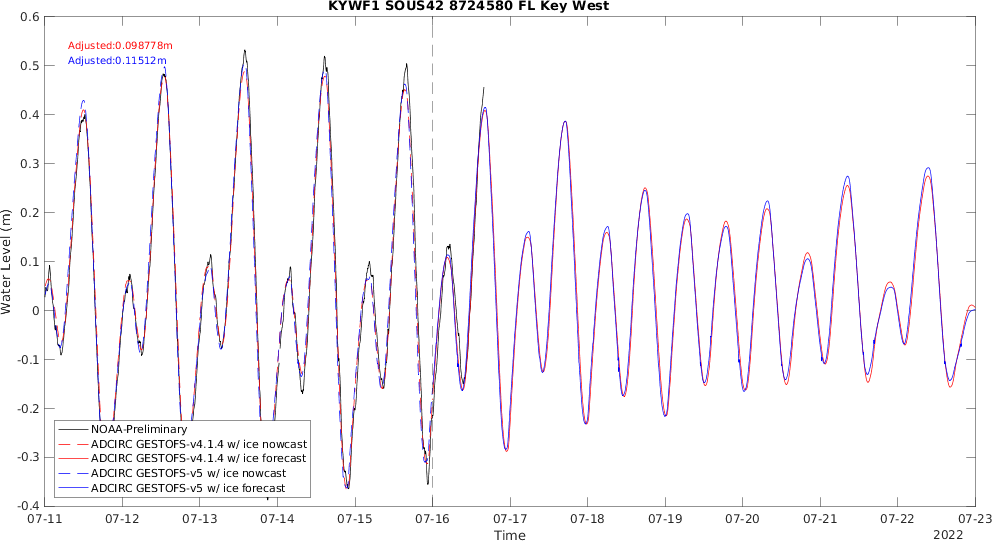 KYWF1 SOUS42 8724580 FL Key West
0.6
Adjusted:0.098778m
Adjusted:0.11512m
0.5
0.4
0.3
0.2
0.1
0
-0.1
-0.2
-0.3
-0.4
Water Level (m)
NOAA-Preliminary
ADCIRC GESTOFS-v4.1.4 w/ ice nowcast
ADCIRC GESTOFS-v4.1.4 w/ ice forecast
ADCIRC GESTOFS-v5 w/ ice nowcast
ADCIRC GESTOFS-v5 w/ ice forecast
07-11 07-12 07-13 07-14 07-15 07-16 07-17 07-18 07-19 07-20 07-21 07-22 07-23
Time
2022